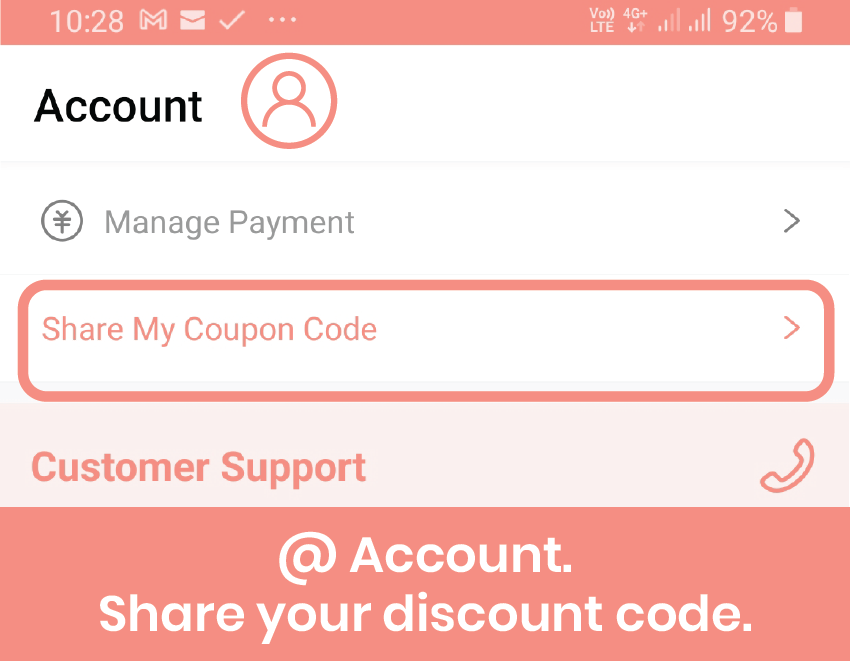 10:28 ... Vo)) LTE 4G+ 92%
Account
¥ Manage Payment
Share My Coupon Code
Customer Support
@ Account.
Share your discount code.